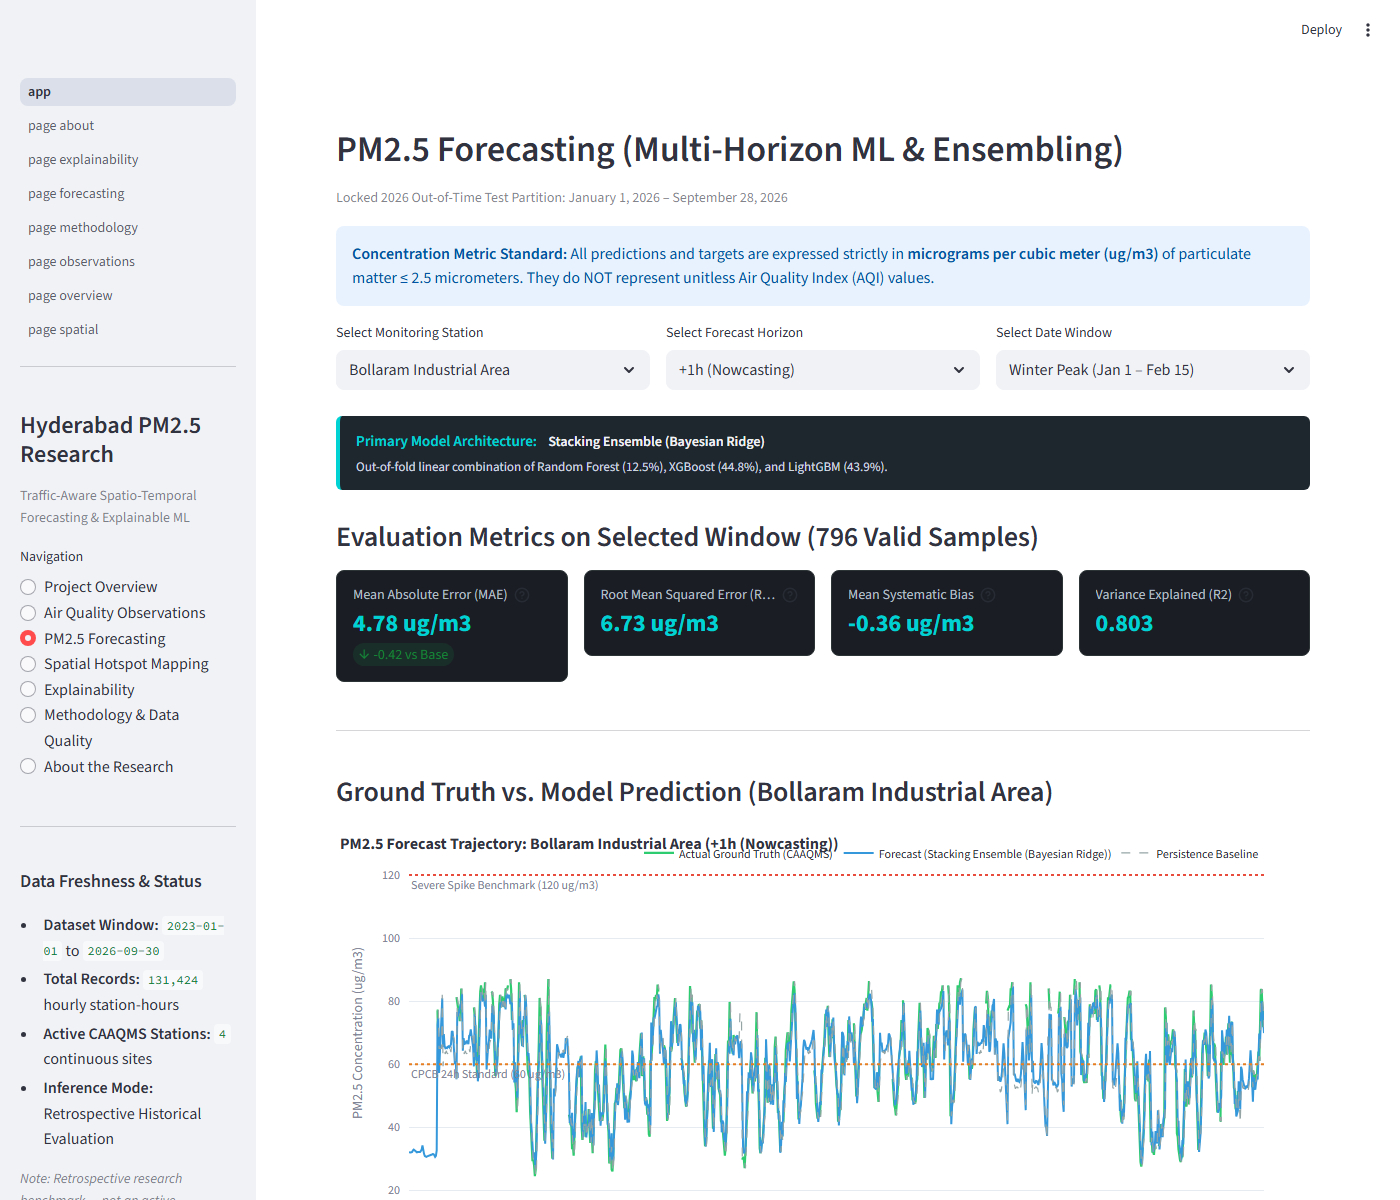 Deploy
app
page about
page explainability
page forecasting
page methodology
page observations
page overview
page spatial
Hyderabad PM2.5
Research
Traffic-Aware Spatio-Temporal
Forecasting & Explainable ML
Navigation
Project Overview
Air Quality Observations
PM2.5 Forecasting
Spatial Hotspot Mapping
Explainability
Methodology & Data
Quality
About the Research
Data Freshness & Status
Dataset Window: 2023-01-
01 to 2026-09-30
Total Records: 131,424
hourly station-hours
Active CAAQMS Stations: 4
continuous sites
Inference Mode:
Retrospective Historical
Evaluation
Note: Retrospective research
PM2.5 Forecasting (Multi-Horizon ML & Ensembling)
Locked 2026 Out-of-Time Test Partition: January 1, 2026 – September 28, 2026
Concentration Metric Standard: All predictions and targets are expressed strictly in micrograms per cubic meter (ug/m3) of particulate
matter ≤ 2.5 micrometers. They do NOT represent unitless Air Quality Index (AQI) values.
Select Monitoring Station
Bollaram Industrial Area
Select Forecast Horizon
+1h (Nowcasting)
Select Date Window
Winter Peak (Jan 1 – Feb 15)
Primary Model Architecture: Stacking Ensemble (Bayesian Ridge)
Out-of-fold linear combination of Random Forest (12.5%), XGBoost (44.8%), and LightGBM (43.9%).
Evaluation Metrics on Selected Window (796 Valid Samples)
Mean Absolute Error (MAE)
4.78 ug/m3
↓ -0.42 vs Base
Root Mean Squared Error (R...
6.73 ug/m3
Mean Systematic Bias
-0.36 ug/m3
Variance Explained (R2)
0.803
Ground Truth vs. Model Prediction (Bollaram Industrial Area)
PM2.5 Forecast Trajectory: Bollaram Industrial Area (+1h (Nowcasting))
Actual Ground Truth (CAAQMS)
Forecast (Stacking Ensemble (Bayesian Ridge))
Persistence Baseline
120
Severe Spike Benchmark (120 ug/m3)
100
80
60
CPCB 24h Standard (60 ug/m3)
40
20
PM2.5 Concentration (ug/m3)